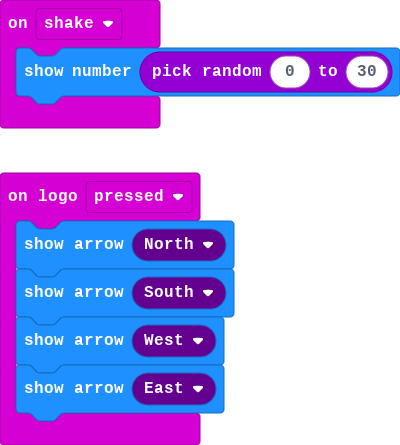 on shake
show number pick random 0 to 30
on logo pressed
show arrow North
show arrow South
show arrow West
show arrow East